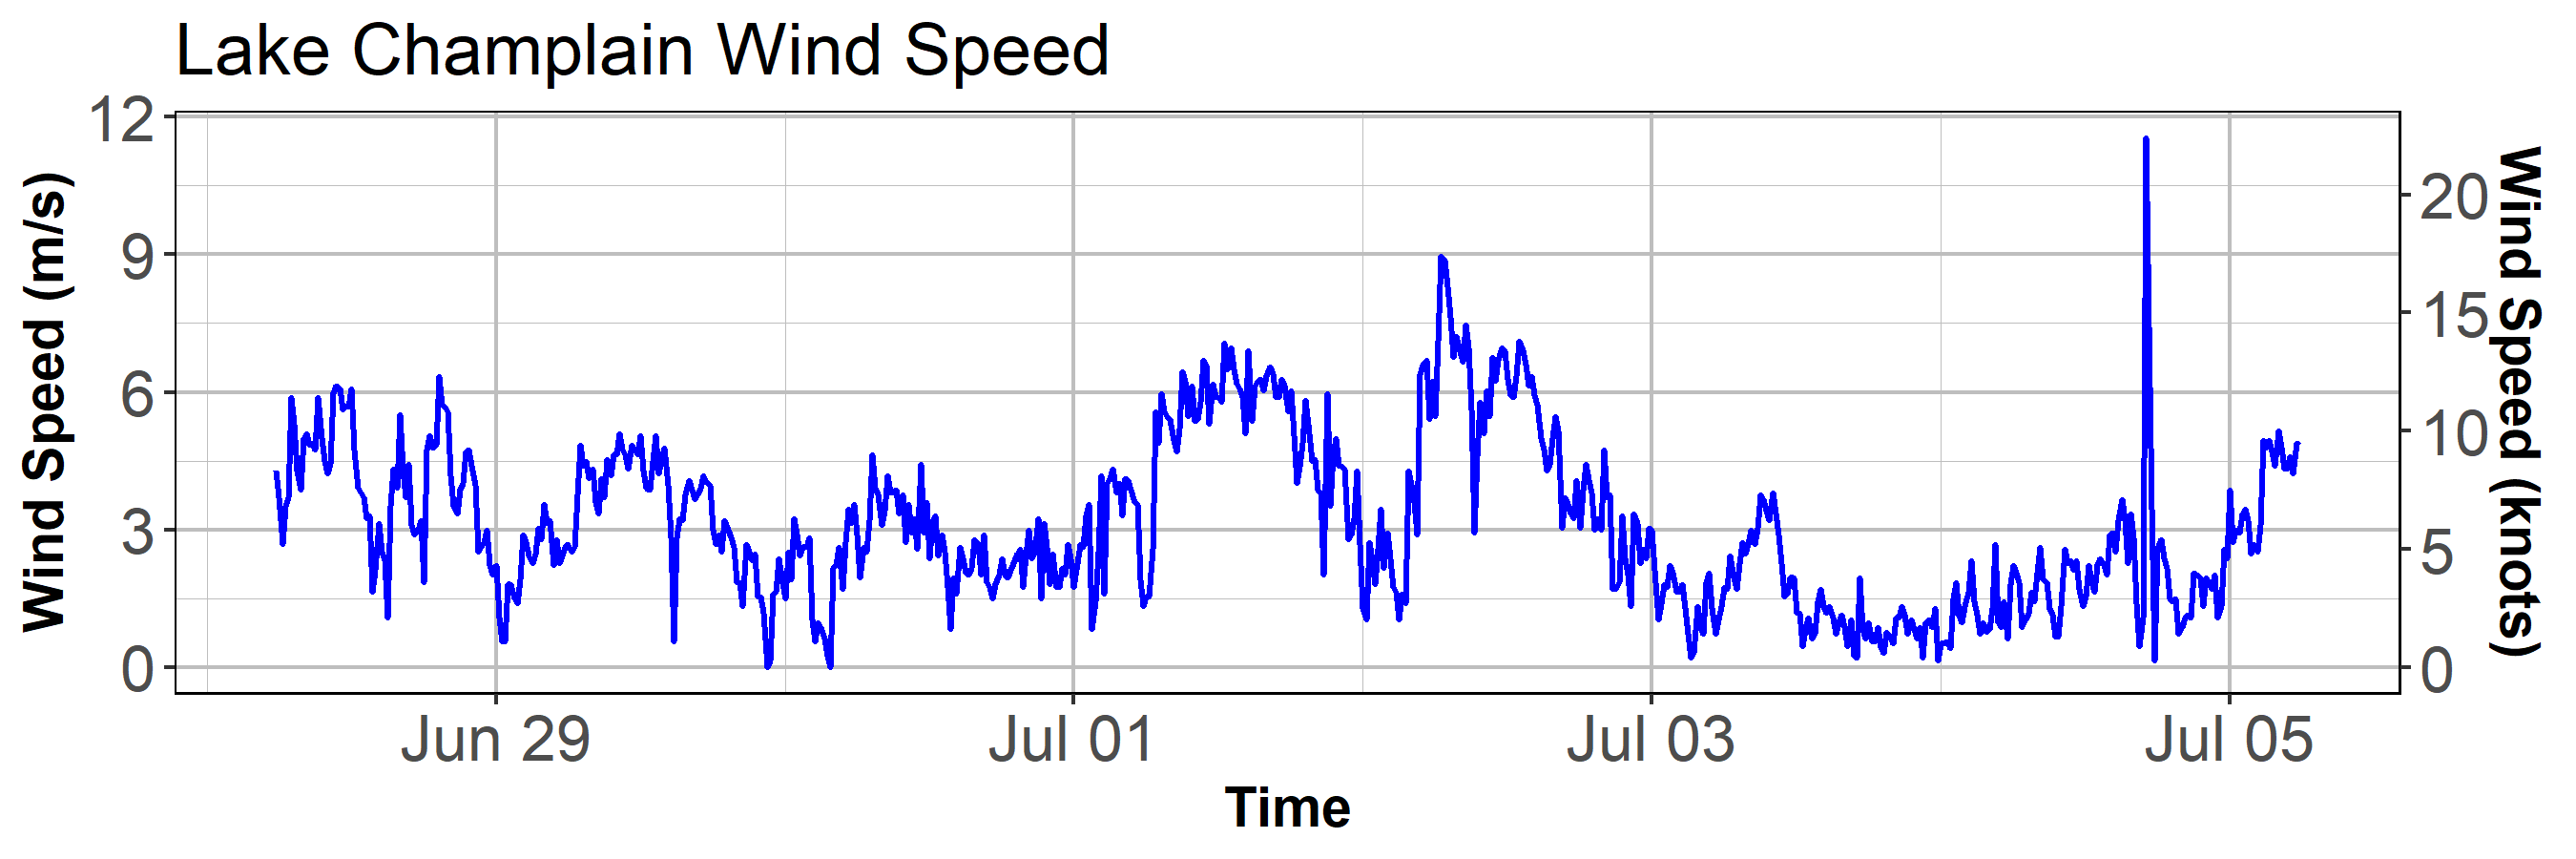 Lake Champlain Wind Speed
Wind Speed (m/s)
12
9
6
3
0
20
15
10
5
0
Wind Speed (knots)
Jun 29 Jul 01 Jul 03 Jul 05
Time